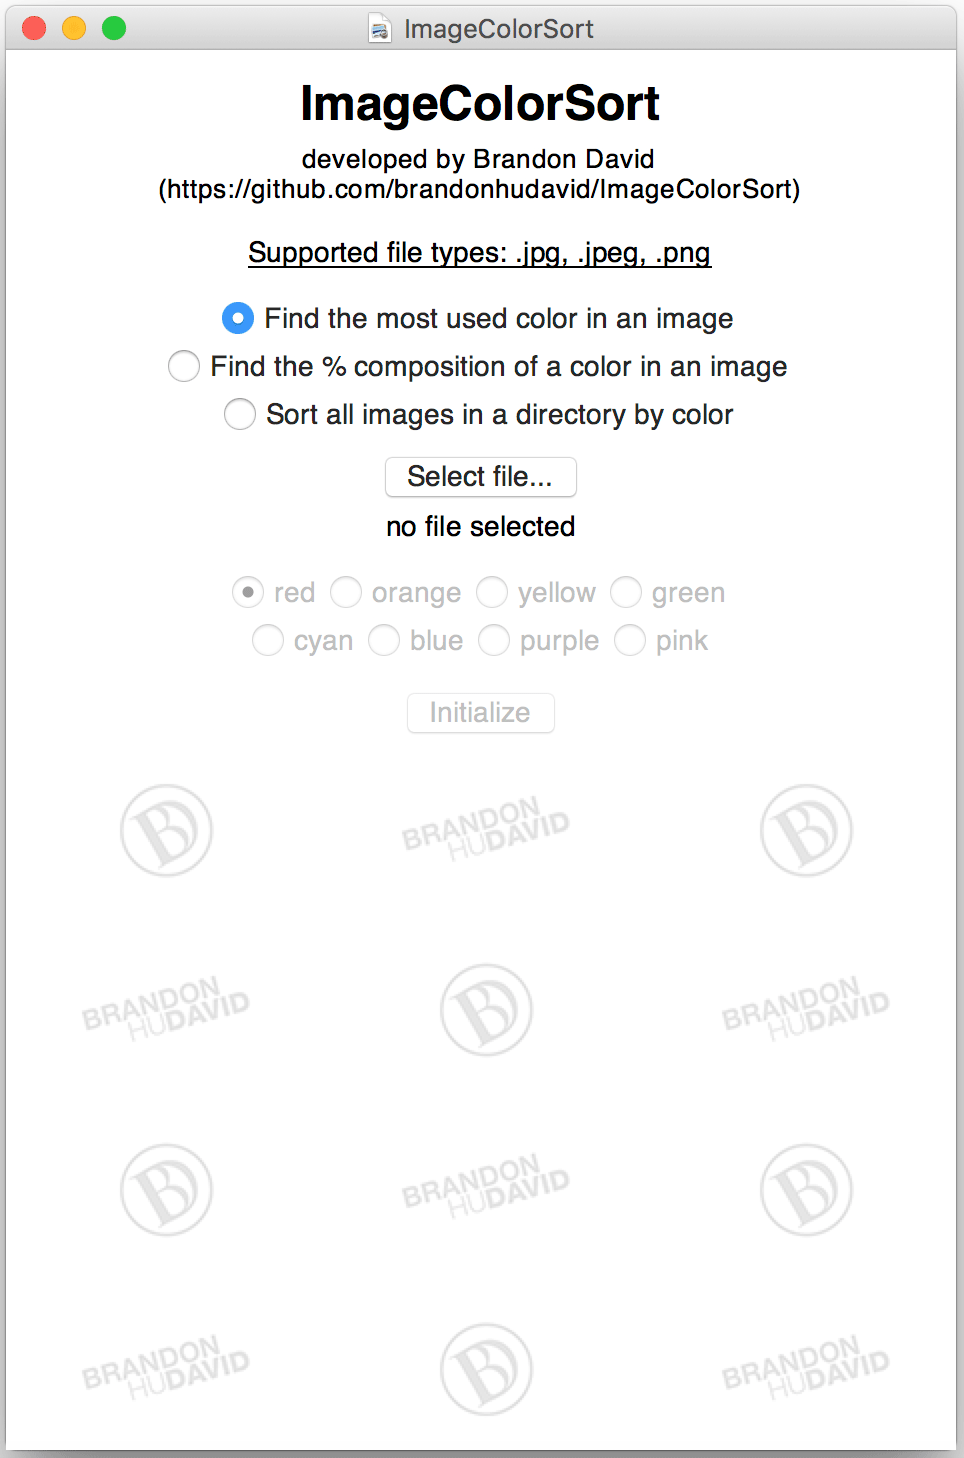 ImageColorSort
ImageColorSort
developed by Brandon David
(https://github.com/brandonhudavid/ImageColorSort)
Supported file types: .jpg, .jpeg, .png
Find the most used color in an image
Find the % composition of a color in an image
Sort all images in a directory by color
Select file...
no file selected
red orange yellow green
cyan blue purple pink
Initialize
B BRANDON B
HUDAVID
BRANDON B BRANDON
HUDAVID HUDAVID
B BRANDON B
HUDAVID
BRANDON B BRANDON
HUDAVID HUDAVID